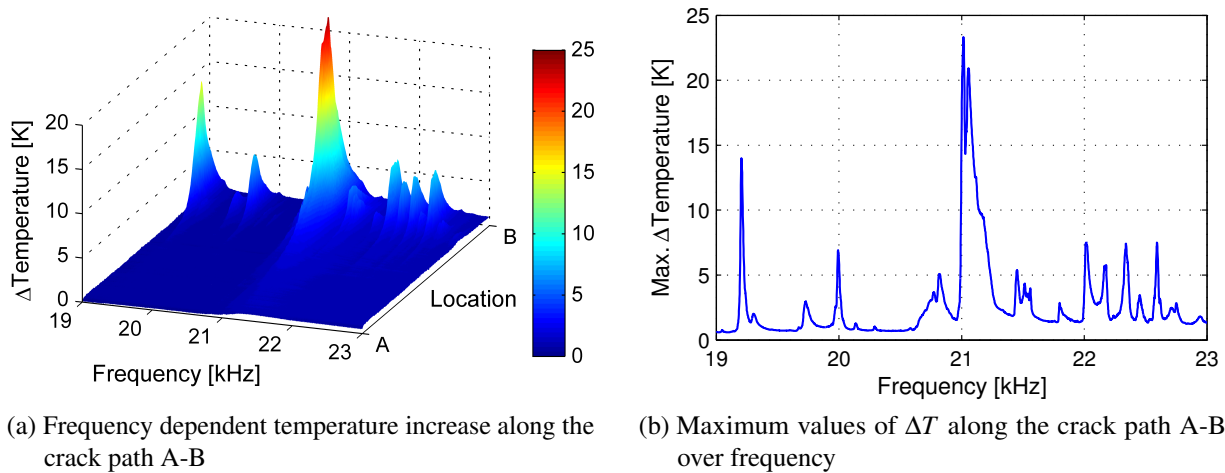 20
15
10
5
0
ΔTemperature [K]
19
20
21
22
23
Frequency [kHz]
A
B
Location
25
20
15
10
5
0
25
20
15
10
5
0
Max. ΔTemperature [K]
19
20
21
22
23
Frequency [kHz]
(a) Frequency dependent temperature increase along the
crack path A-B
(b) Maximum values of ΔT along the crack path A-B
over frequency